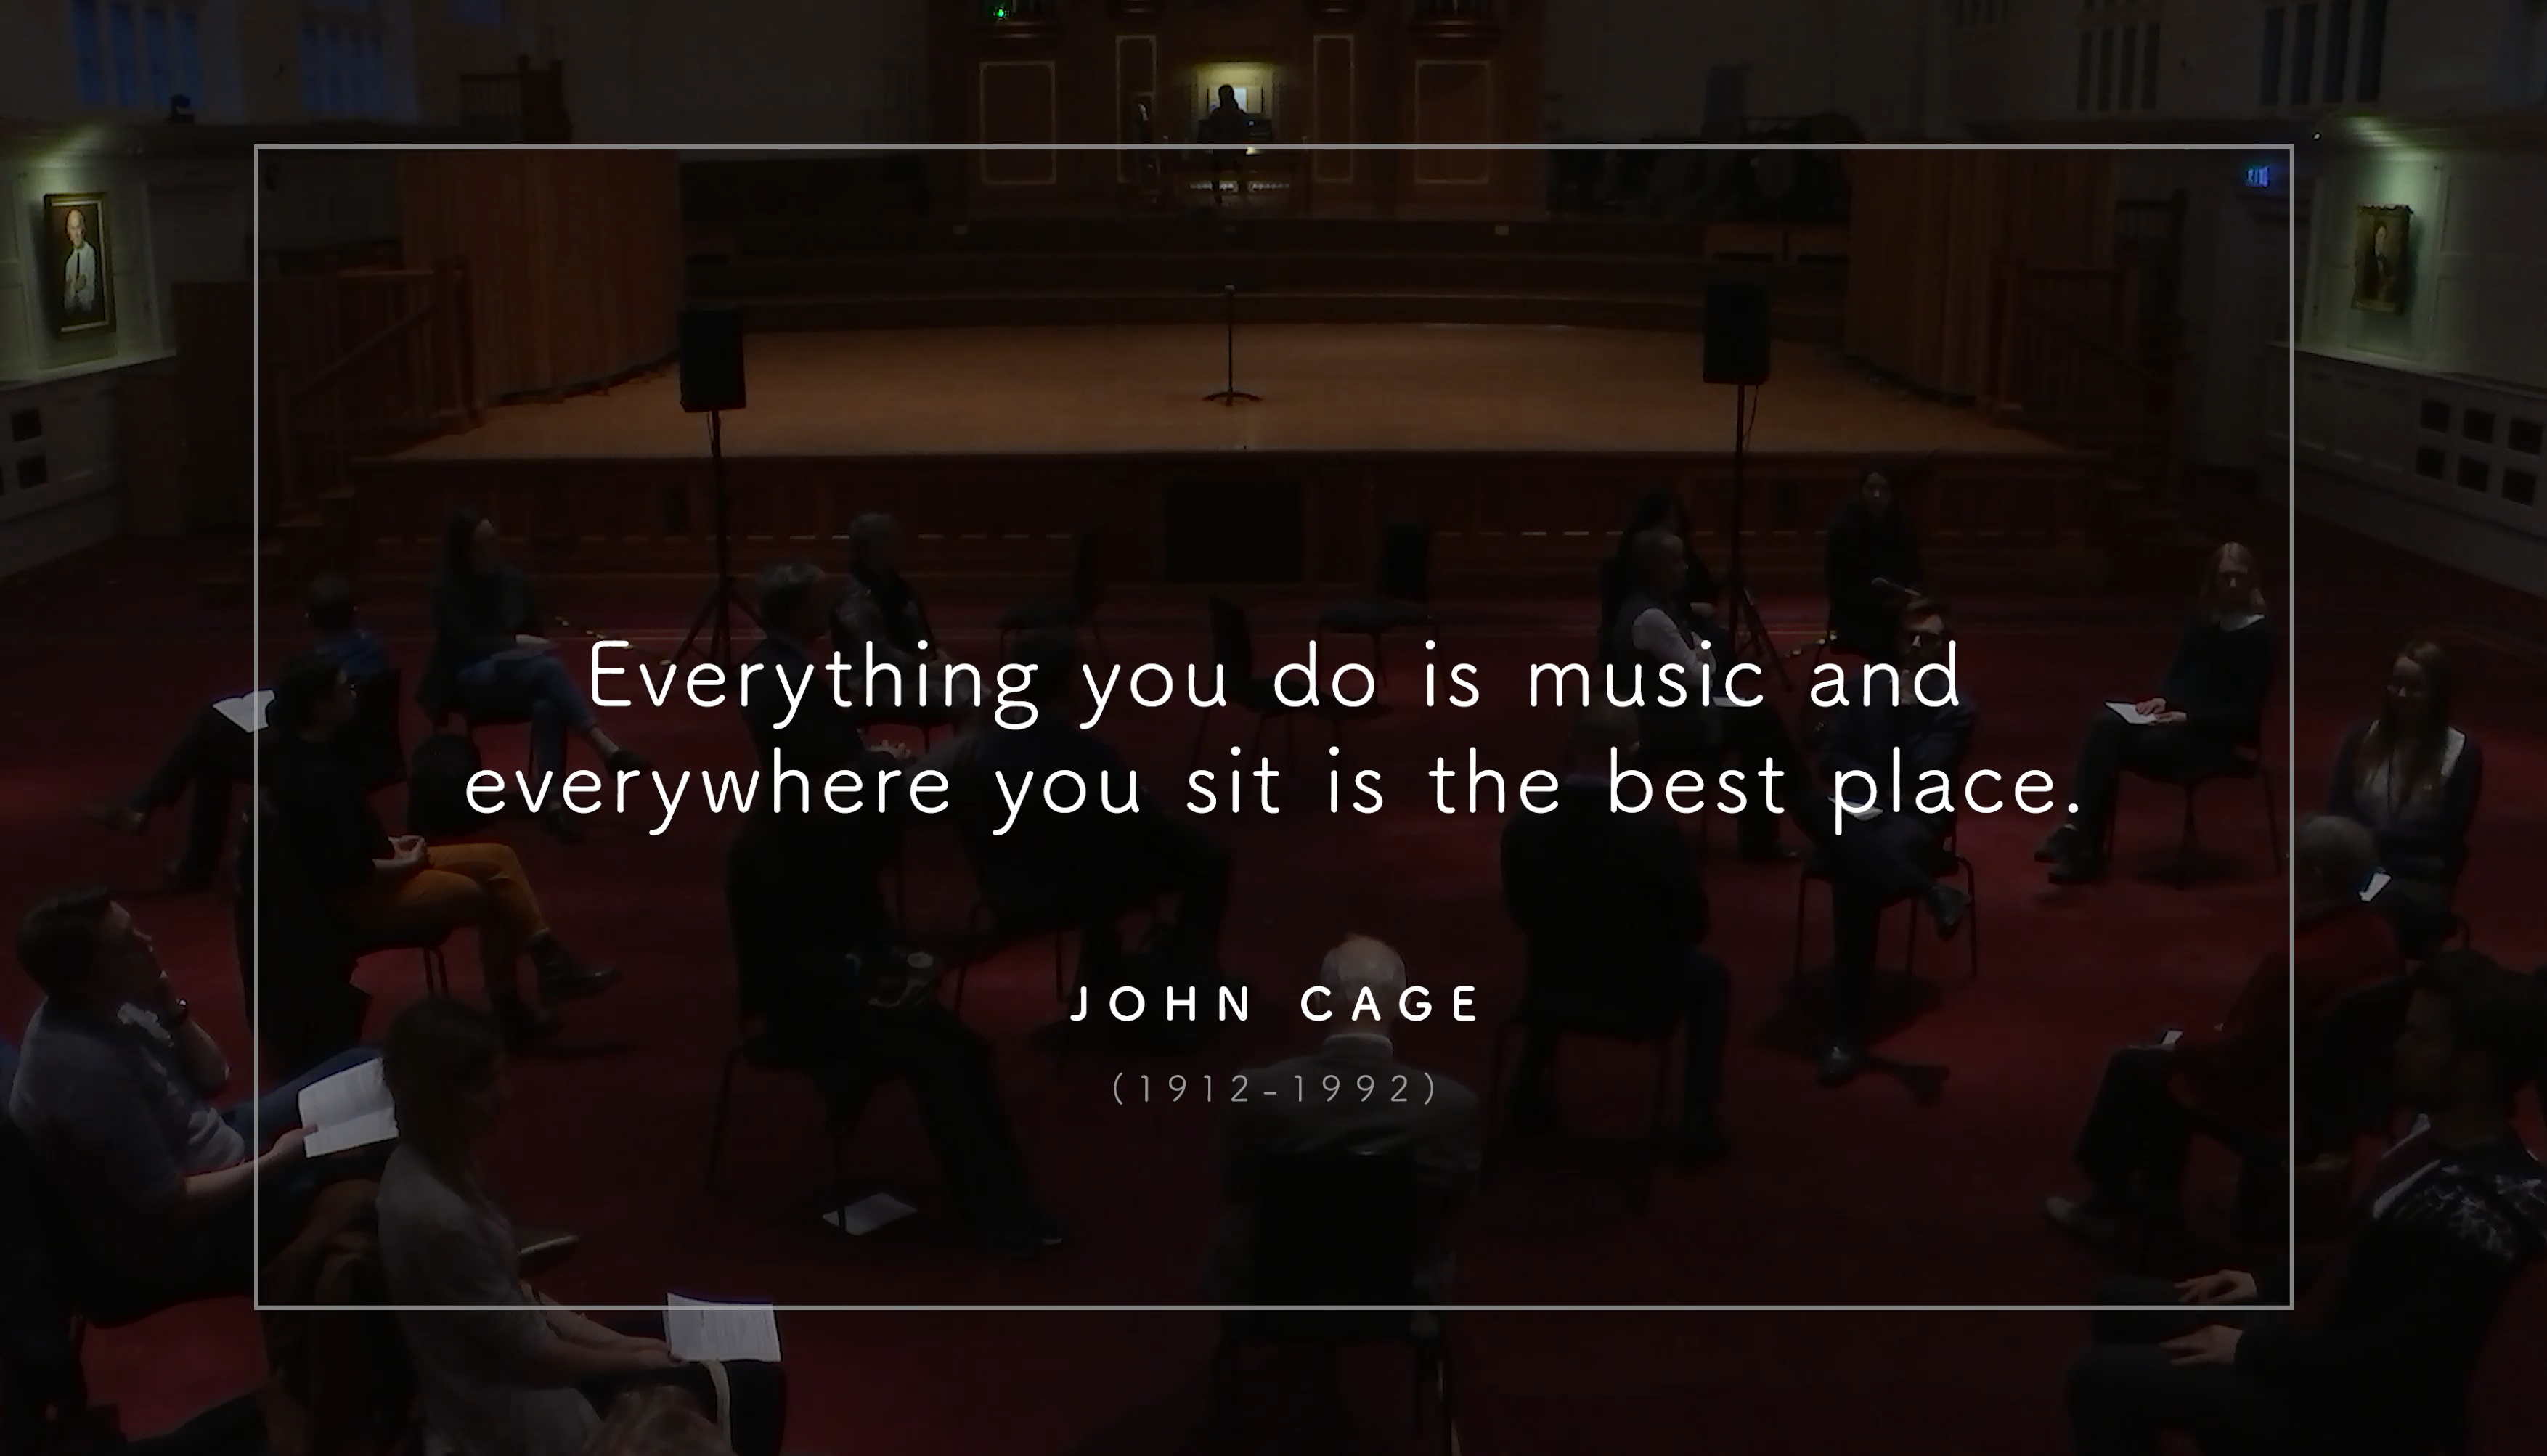 Everything you do is music and
everywhere you sit is the best place.
JOHN CAGE
(1912-1992)